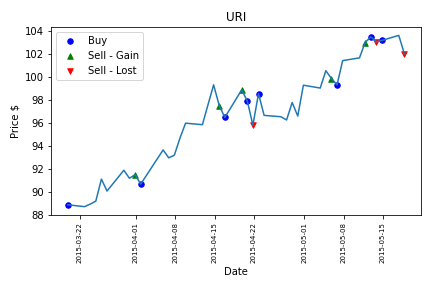 URI
Buy
Sell - Gain
Sell - Lost
Price $
104
102
100
98
96
94
92
90
88
2015-03-22
2015-04-01
2015-04-08
2015-04-15
2015-04-22
2015-05-01
2015-05-08
2015-05-15
Date